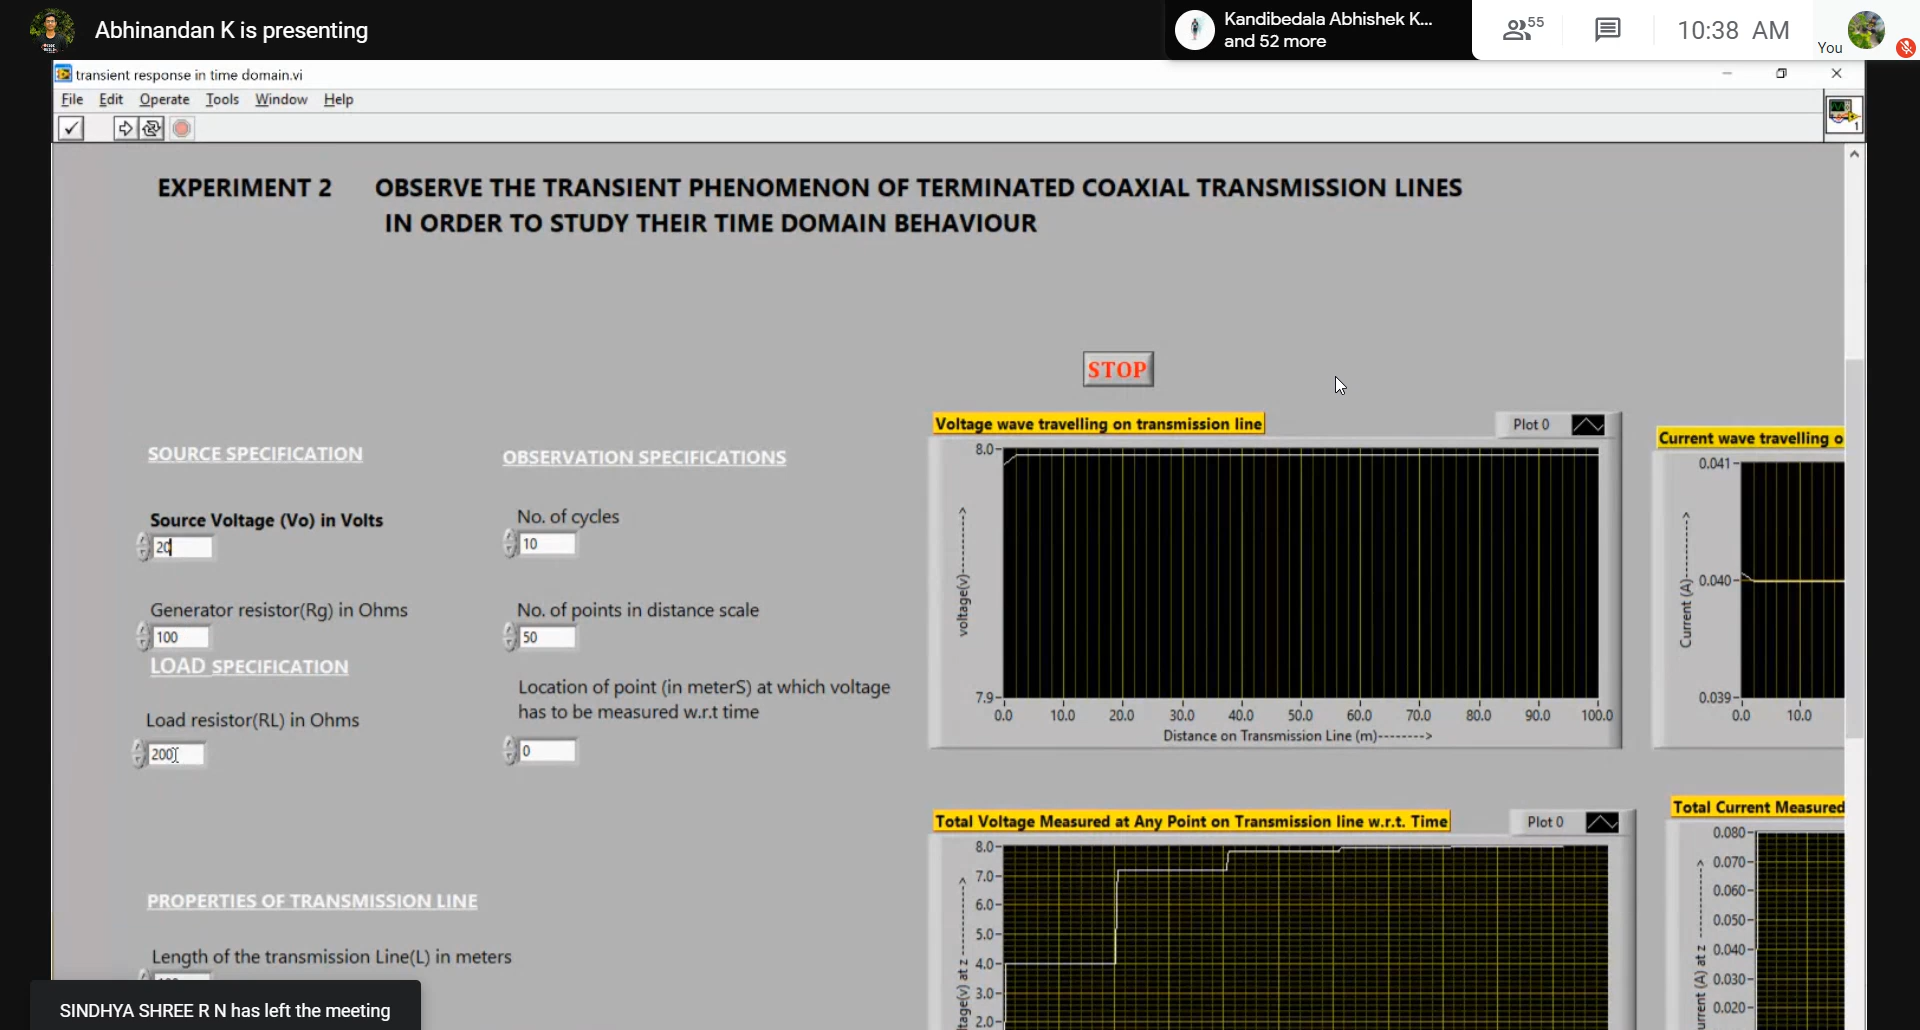 Abhinandan K is presenting
Kandibedala Abhishek K...
and 52 more
55
10:38 AM
You
transient response in time domain.vi
File Edit Operate Tools Window Help
1
EXPERIMENT 2 OBSERVE THE TRANSIENT PHENOMENON OF TERMINATED COAXIAL TRANSMISSION LINES
IN ORDER TO STUDY THEIR TIME DOMAIN BEHAVIOUR
STOP
SOURCE SPECIFICATION
Source Voltage (Vo) in Volts
20
Generator resistor(Rg) in Ohms
100
LOAD SPECIFICATION
Load resistor(RL) in Ohms
200
OBSERVATION SPECIFICATIONS
No. of cycles
10
No. of points in distance scale
50
Location of point (in meterS) at which voltage
has to be measured w.r.t time
0
PROPERTIES OF TRANSMISSION LINE
Length of the transmission Line(L) in meters
Voltage wave travelling on transmission line
Plot 0
8.0
voltage(v)------->
7.9
0.0 10.0 20.0 30.0 40.0 50.0 60.0 70.0 80.0 90.0 100.0
Distance on Transmission Line (m)-------->
Current wave travelling o
0.041
0.040
0.039
Current (A)------->
0.0 10.0
Total Voltage Measured at Any Point on Transmission line w.r.t. Time
Plot 0
8.0
7.0
6.0
5.0
4.0
3.0
2.0
ltage(v) at z ------->
Total Current Measured
0.080
0.070
0.060
0.050
0.040
0.030
0.020
urrent (A) at z ------->
SINDHYA SHREE R N has left the meeting